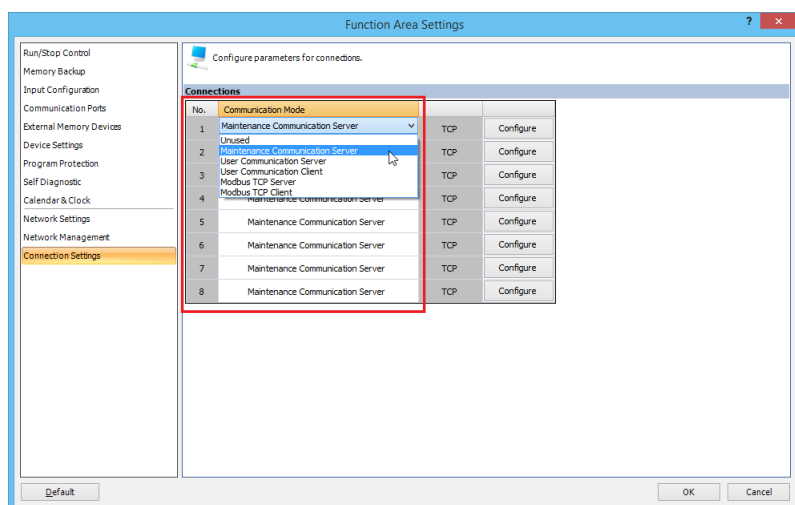 Function Area Settings
? ×
Run/Stop Control
Memory Backup
Input Configuration
Communication Ports
External Memory Devices
Device Settings
Program Protection
Self Diagnostic
Calendar & Clock
Network Settings
Network Management
Connection Settings
Configure parameters for connections.
Connections
No. Communication Mode
1 Maintenance Communication Server TCP Configure
Unused
Maintenance Communication Server
User Communication Server
User Communication Client
Modbus TCP Server
Modbus TCP Client
2 TCP Configure
3 TCP Configure
4 Maintenance Communication Server TCP Configure
5 Maintenance Communication Server TCP Configure
6 Maintenance Communication Server TCP Configure
7 Maintenance Communication Server TCP Configure
8 Maintenance Communication Server TCP Configure
Default OK Cancel